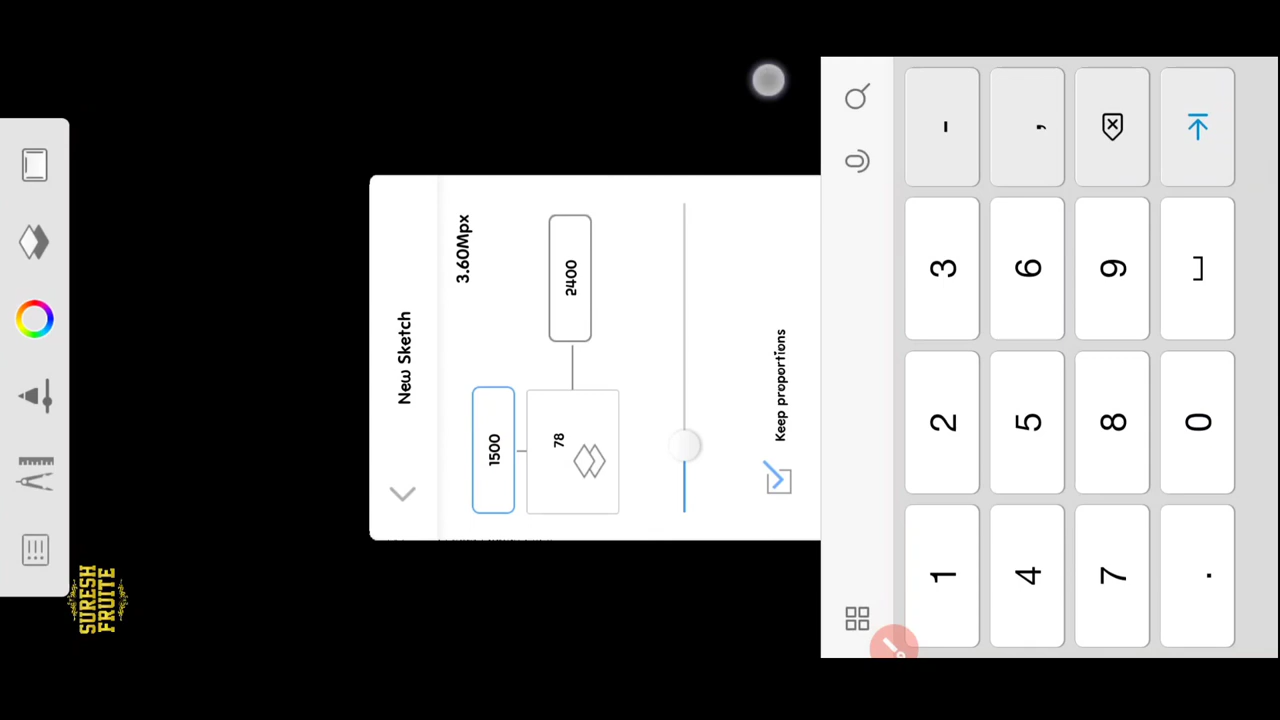 New Sketch
3.60Mpx
1500
2400
78
Keep proportions
1 2 3 -
4 5 6 ,
7 8 9
. 0
SURESH
FRUITE